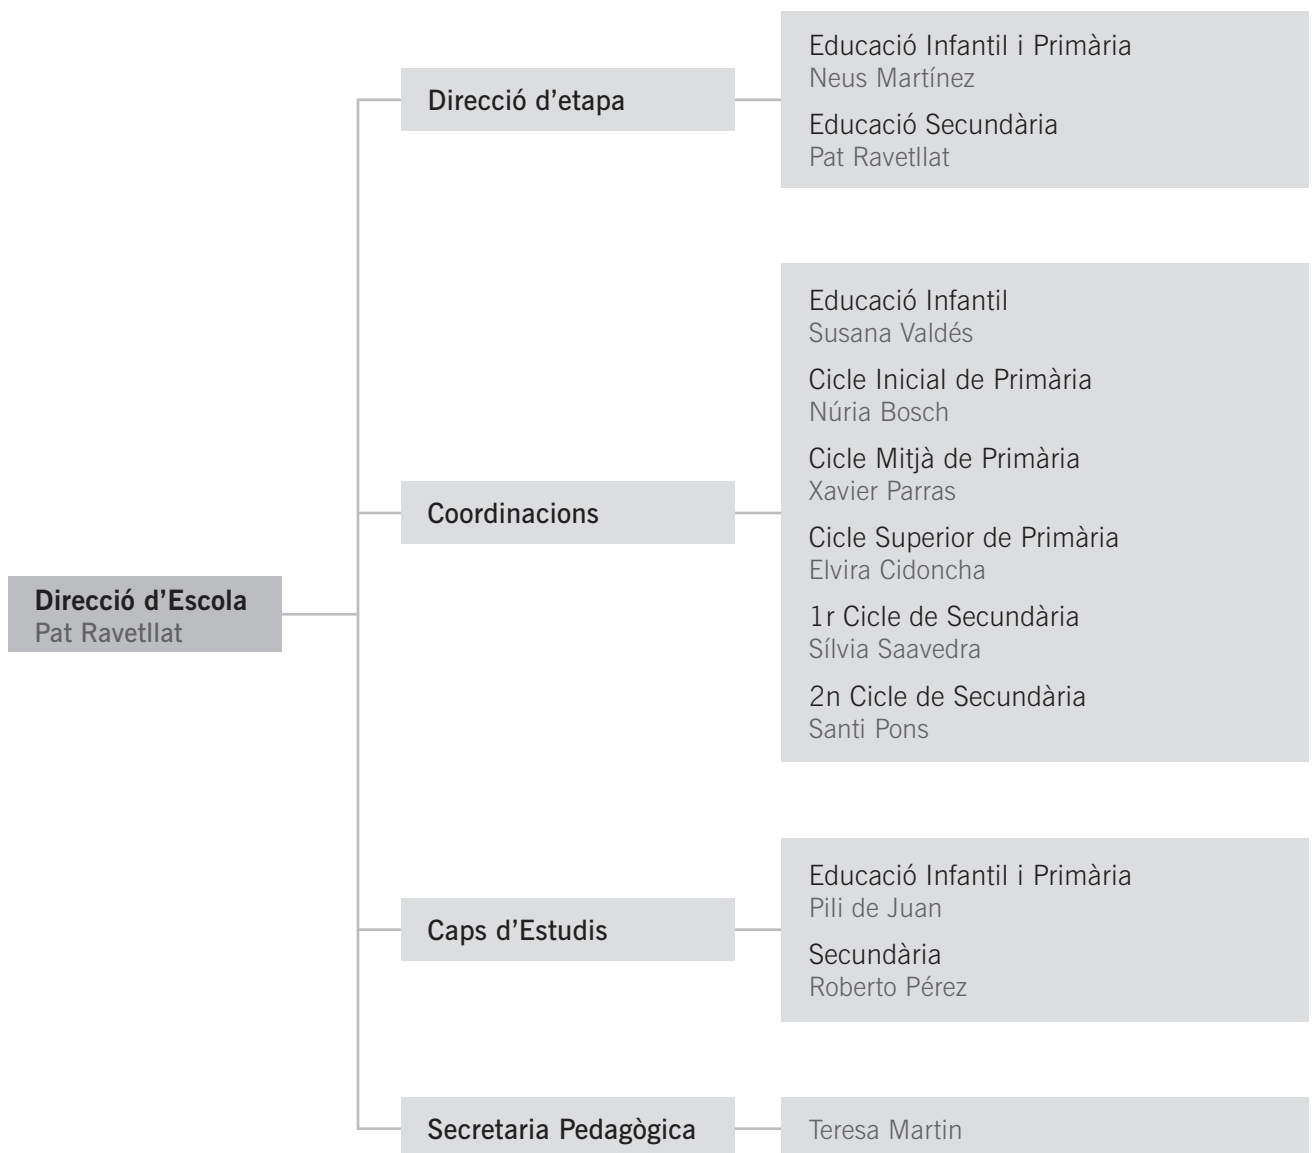 Direcció d’Escola
Pat Ravetllat
Direcció d’etapa
Educació Infantil i Primària
Neus Martínez
Educació Secundària
Pat Ravetllat
Coordinacions
Educació Infantil
Susana Valdés
Cicle Inicial de Primària
Núria Bosch
Cicle Mitjà de Primària
Xavier Parras
Cicle Superior de Primària
Elvira Cidoncha
1r Cicle de Secundària
Sílvia Saavedra
2n Cicle de Secundària
Santi Pons
Caps d’Estudis
Educació Infantil i Primària
Pili de Juan
Secundària
Roberto Pérez
Secretaria Pedagògica
Teresa Martin